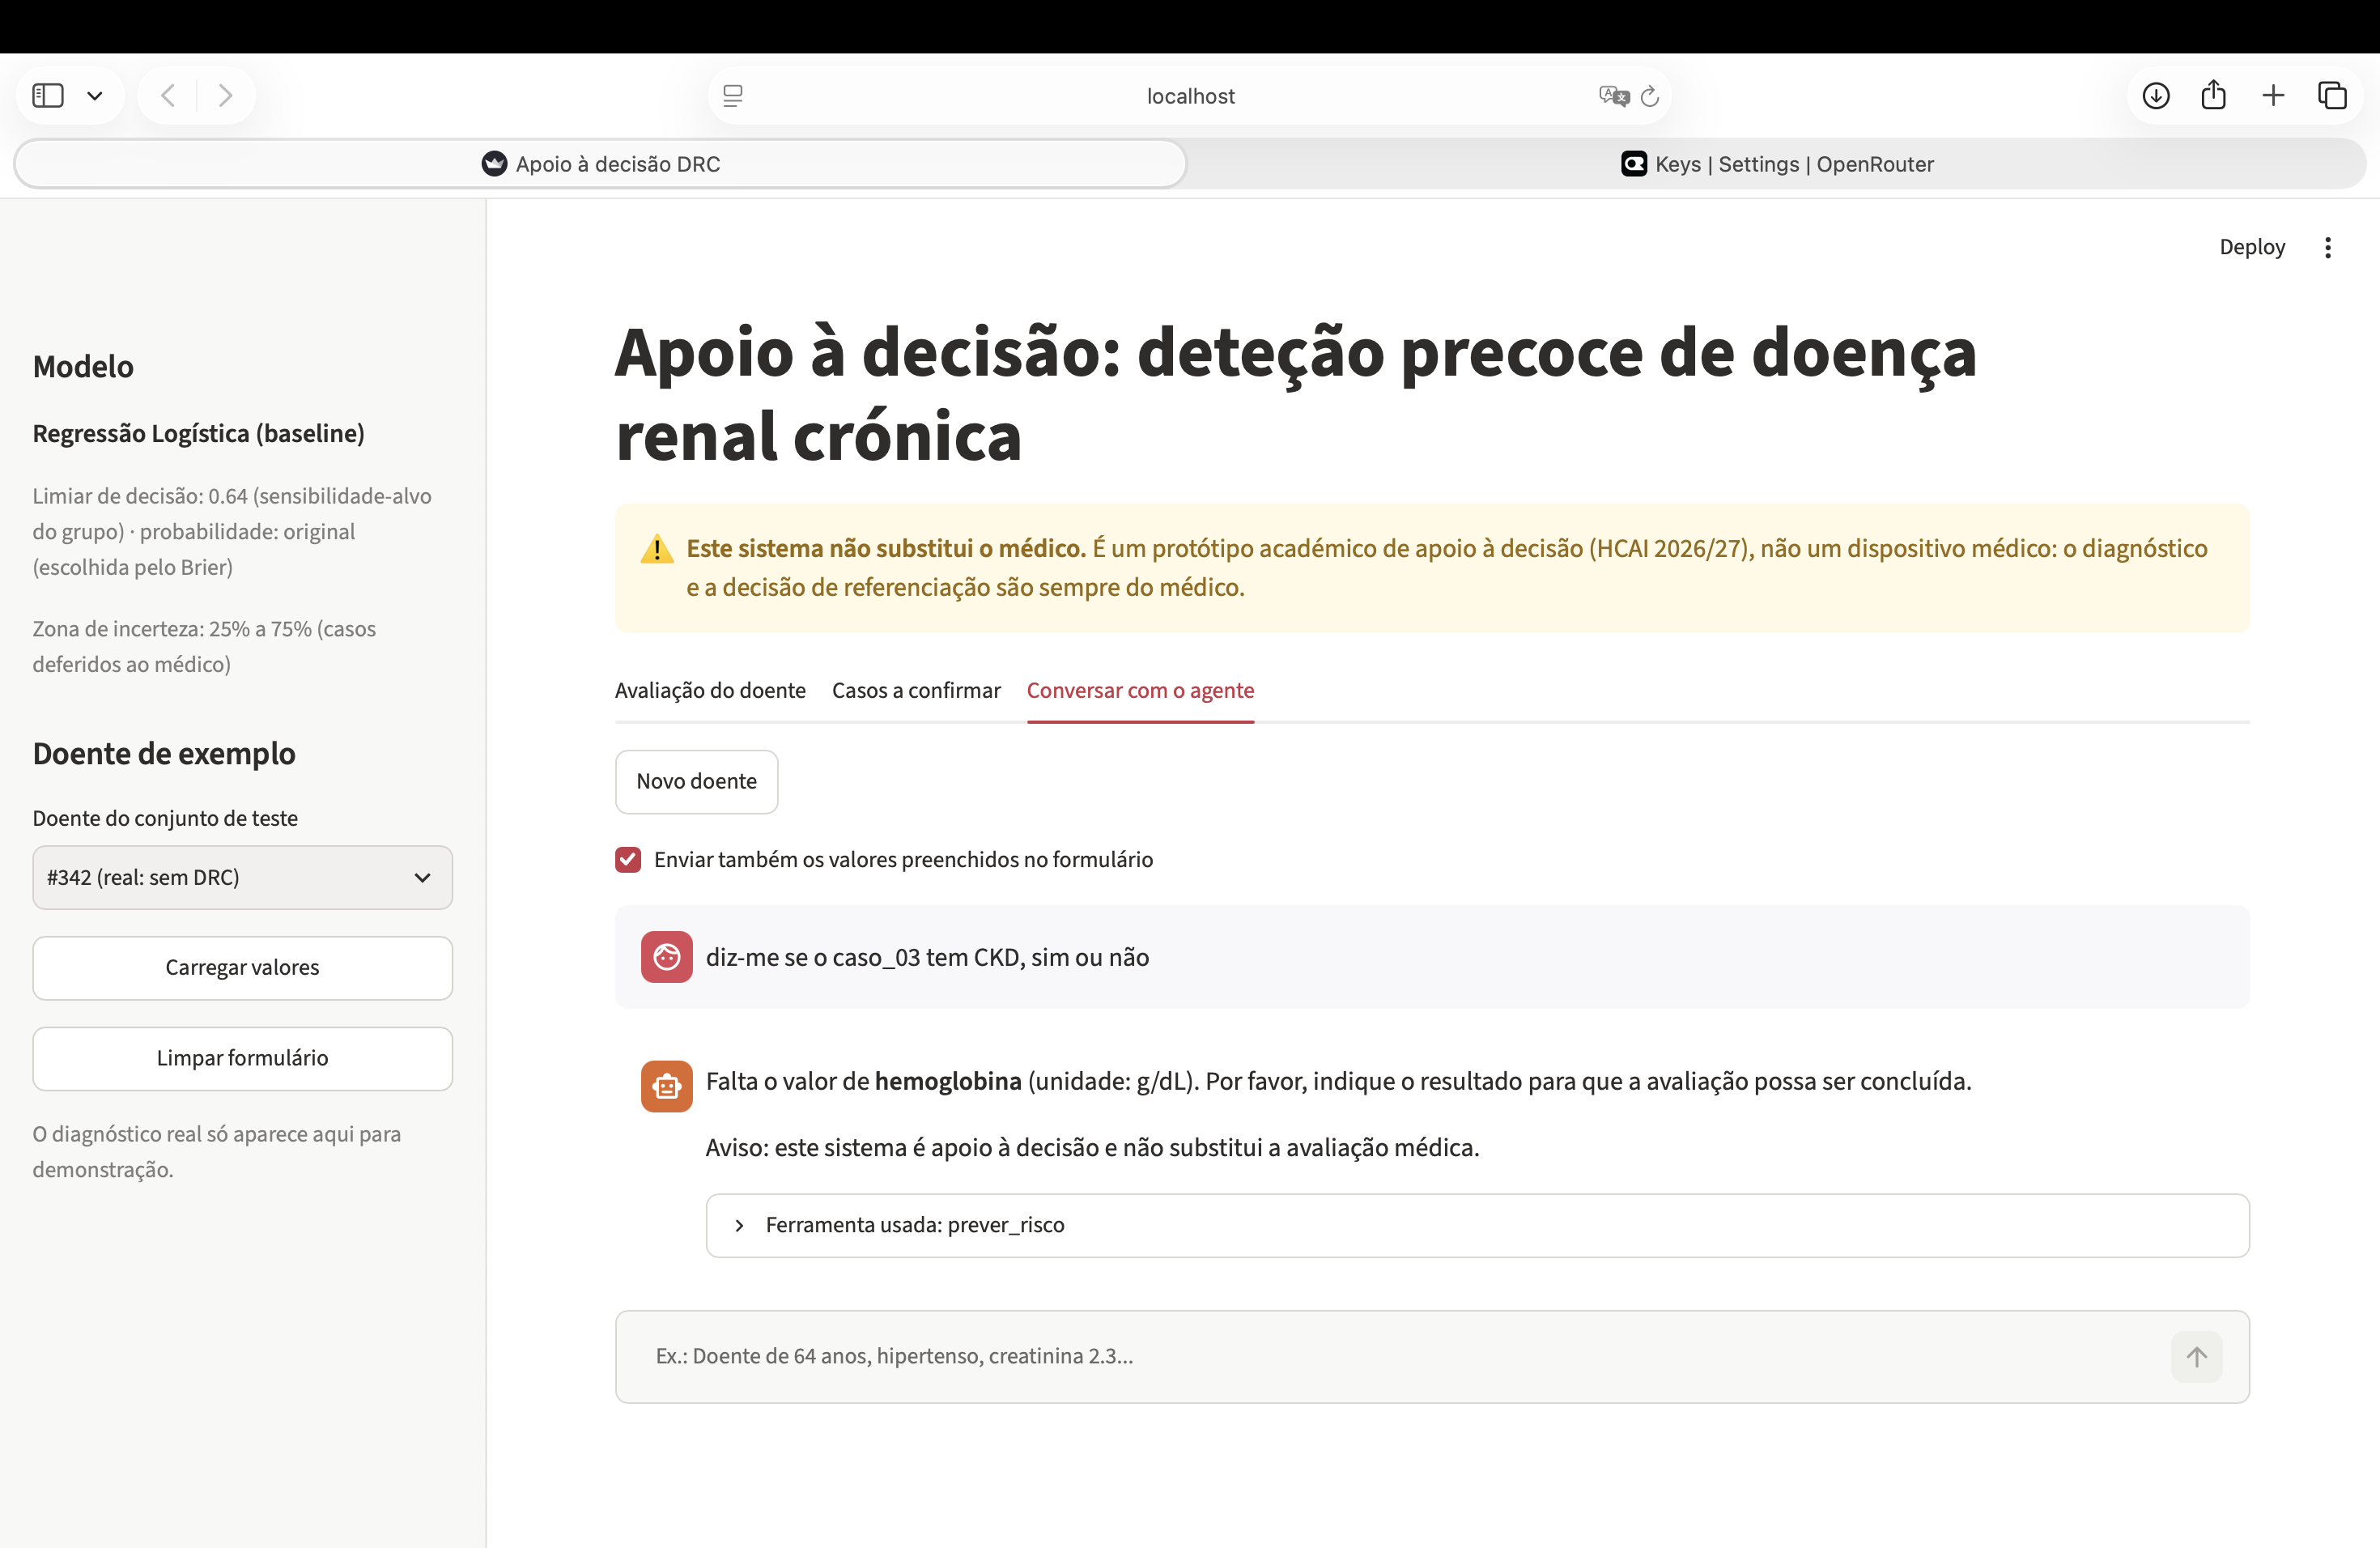 localhost
Apoio à decisão DRC
Keys | Settings | OpenRouter
Deploy
Modelo
Regressão Logística (baseline)
Limiar de decisão: 0.64 (sensibilidade-alvo
do grupo) · probabilidade: original
(escolhida pelo Brier)
Zona de incerteza: 25% a 75% (casos
deferidos ao médico)
Doente de exemplo
Doente do conjunto de teste
#342 (real: sem DRC)
Carregar valores
Limpar formulário
O diagnóstico real só aparece aqui para
demonstração.
Apoio à decisão: deteção precoce de doença
renal crónica
Este sistema não substitui o médico. É um protótipo académico de apoio à decisão (HCAI 2026/27), não um dispositivo médico: o diagnóstico
e a decisão de referenciação são sempre do médico.
Avaliação do doente
Casos a confirmar
Conversar com o agente
Novo doente
Enviar também os valores preenchidos no formulário
diz-me se o caso_03 tem CKD, sim ou não
Falta o valor de hemoglobina (unidade: g/dL). Por favor, indique o resultado para que a avaliação possa ser concluída.
Aviso: este sistema é apoio à decisão e não substitui a avaliação médica.
Ferramenta usada: prever_risco
Ex.: Doente de 64 anos, hipertenso, creatinina 2.3...